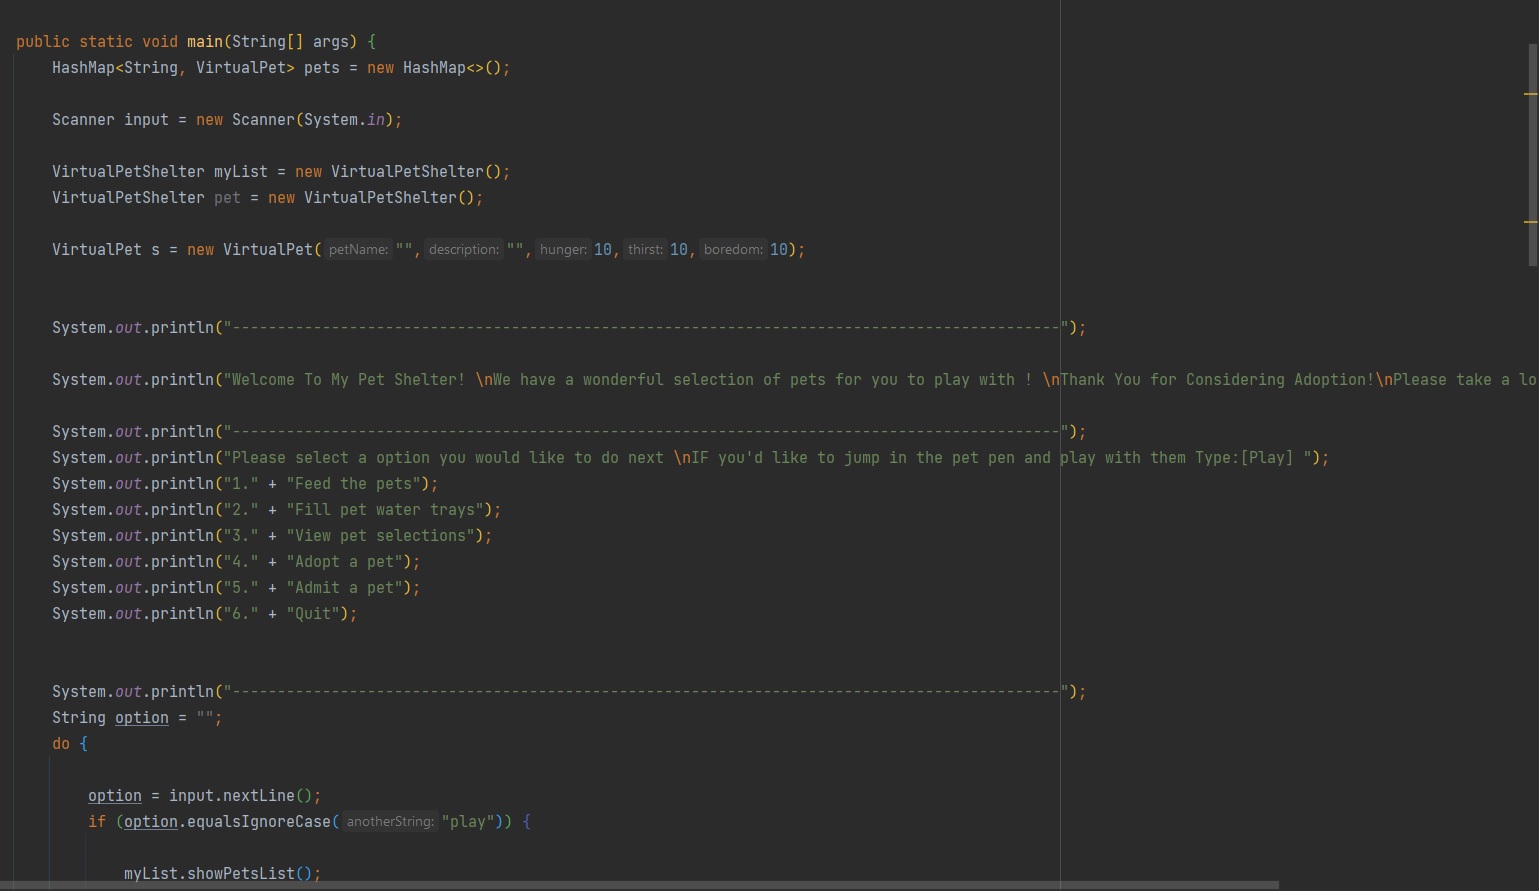 public static void main(String[] args) {
HashMap<String, VirtualPet> pets = new HashMap<>();
Scanner input = new Scanner(System.in);
VirtualPetShelter myList = new VirtualPetShelter();
VirtualPetShelter pet = new VirtualPetShelter();
VirtualPet s = new VirtualPet( petName: "", description: "", hunger: 10, thirst: 10, boredom: 10);
System.out.println("--------------------------------------------------------------------------------------------");
System.out.println("Welcome To My Pet Shelter! \nWe have a wonderful selection of pets for you to play with ! \nThank You for Considering Adoption!\nPlease take a lo
System.out.println("--------------------------------------------------------------------------------------------");
System.out.println("Please select a option you would like to do next \nIF you'd like to jump in the pet pen and play with them Type:[Play] ");
System.out.println("1." + "Feed the pets");
System.out.println("2." + "Fill pet water trays");
System.out.println("3." + "View pet selections");
System.out.println("4." + "Adopt a pet");
System.out.println("5." + "Admit a pet");
System.out.println("6." + "Quit");
System.out.println("--------------------------------------------------------------------------------------------");
String option = "";
do {
option = input.nextLine();
if (option.equalsIgnoreCase( anotherString: "play")) {
myList.showPetsList();